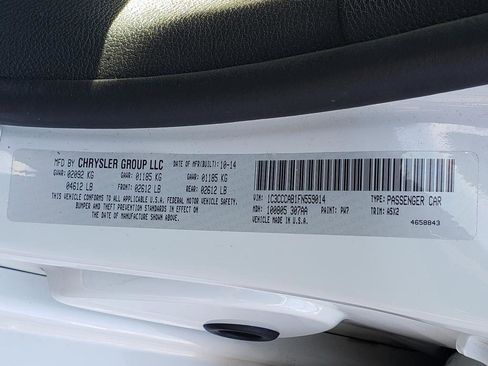 MFD BY CHRYSLER GROUP LLC DATE OF MFR(BUILT): 10-14
GVWR: 02092 KG GAWR: 01185 KG GAWR: 01185 KG
04612 LB FRONT: 02612 LB REAR: 02612 LB
THIS VEHICLE CONFORMS TO ALL APPLICABLE U.S.A. FEDERAL MOTOR VEHICLE SAFETY,
BUMPER AND THEFT PREVENTION STANDARDS IN EFFECT
ON THE DATE OF MANUFACTURE SHOWN ABOVE.
VIN: 1C3CCCAB1FN559014 TYPE: PASSENGER CAR
MDH: 100805 307AA PAINT: PW7 TRIM: A5X2
VEHICLE MADE IN U.S.A. 4658843